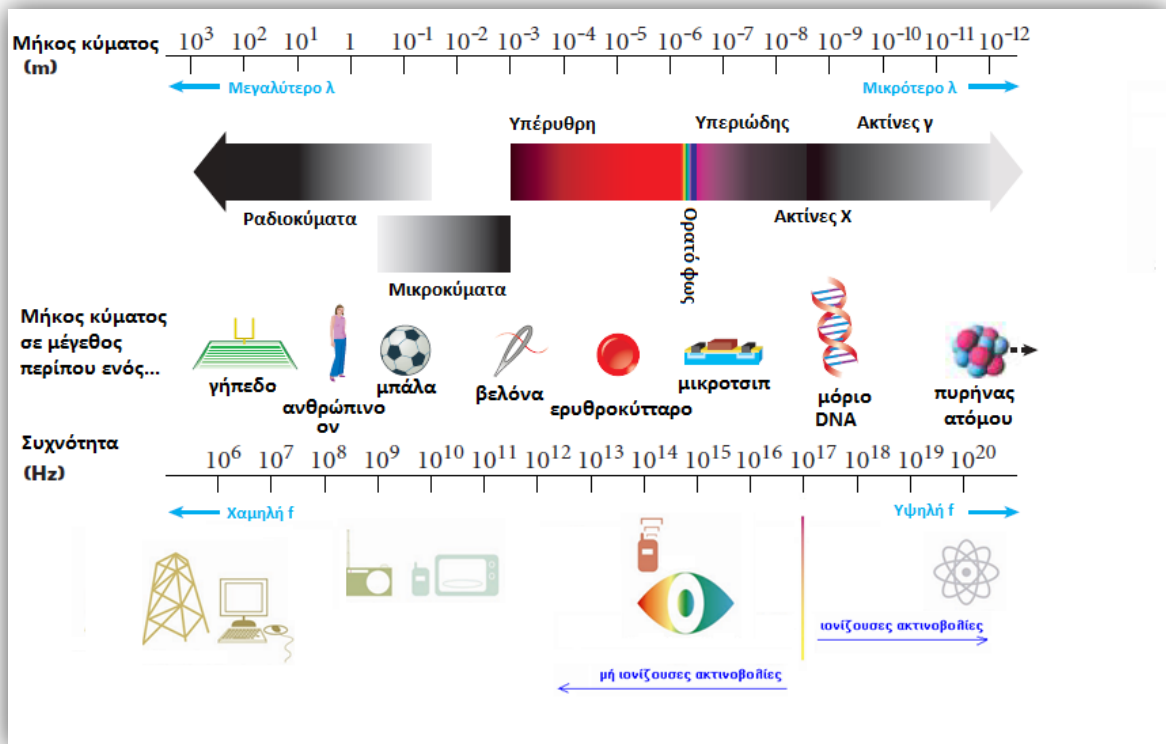 Μήκος κύματος
(m)
10³ 10² 10¹ 1 10⁻¹ 10⁻² 10⁻³ 10⁻⁴ 10⁻⁵ 10⁻⁶ 10⁻⁷ 10⁻⁸ 10⁻⁹ 10⁻¹⁰ 10⁻¹¹ 10⁻¹²
Μεγαλύτερο λ
Μικρότερο λ
Υπέρυθρη
Υπεριώδης
Ακτίνες γ
Ραδιοκύματα
Ορατό φως
Ακτίνες Χ
Μικροκύματα
Μήκος κύματος
σε μέγεθος
περίπου ενός...
γήπεδο
ανθρώπινο
ον
μπάλα
βελόνα
ερυθροκύτταρο
μικροτσιπ
μόριο
DNA
πυρήνας
ατόμου
Συχνότητα
(Hz)
10⁶ 10⁷ 10⁸ 10⁹ 10¹⁰ 10¹¹ 10¹² 10¹³ 10¹⁴ 10¹⁵ 10¹⁶ 10¹⁷ 10¹⁸ 10¹⁹ 10²⁰
Χαμηλή f
Υψηλή f
ιονίζουσες ακτινοβολίες
μή ιονίζουσες ακτινοβολίες